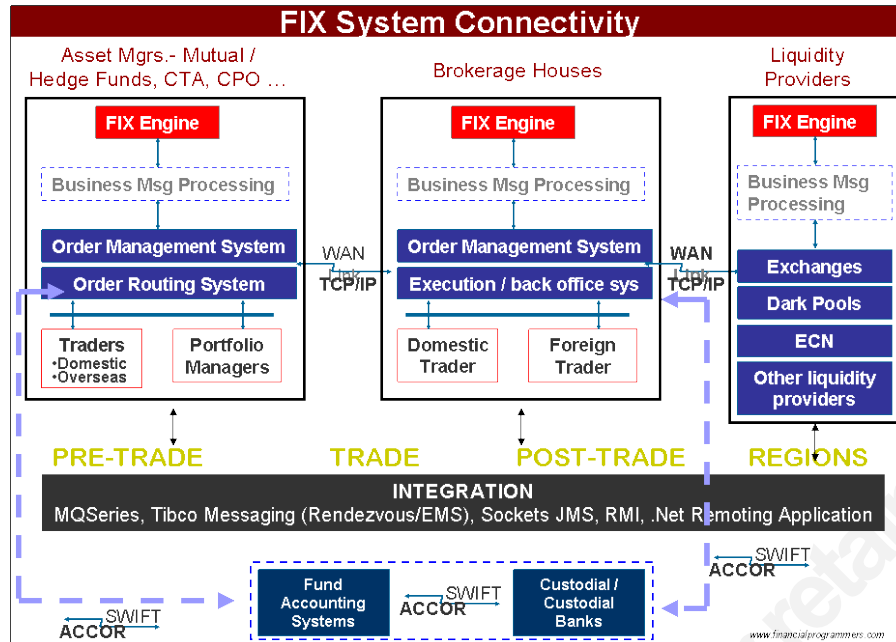 FIX System Connectivity
Asset Mgrs.- Mutual /
Hedge Funds, CTA, CPO ...
Brokerage Houses
Liquidity
Providers
FIX Engine
Business Msg Processing
Order Management System
Order Routing System
Traders
•Domestic
•Overseas
Portfolio
Managers
WAN
Link
TCP/IP
FIX Engine
Business Msg Processing
Order Management System
Execution / back office sys
Domestic
Trader
Foreign
Trader
WAN
Link
TCP/IP
FIX Engine
Business Msg
Processing
Exchanges
Dark Pools
ECN
Other liquidity
providers
PRE-TRADE
TRADE
POST-TRADE
REGIONS
INTEGRATION
MQSeries, Tibco Messaging (Rendezvous/EMS), Sockets JMS, RMI, .Net Remoting Application
SWIFT
ACCOR
Fund
Accounting
Systems
SWIFT
ACCOR
Custodial /
Custodial
Banks
SWIFT
ACCOR
www.financialprogrammers.com